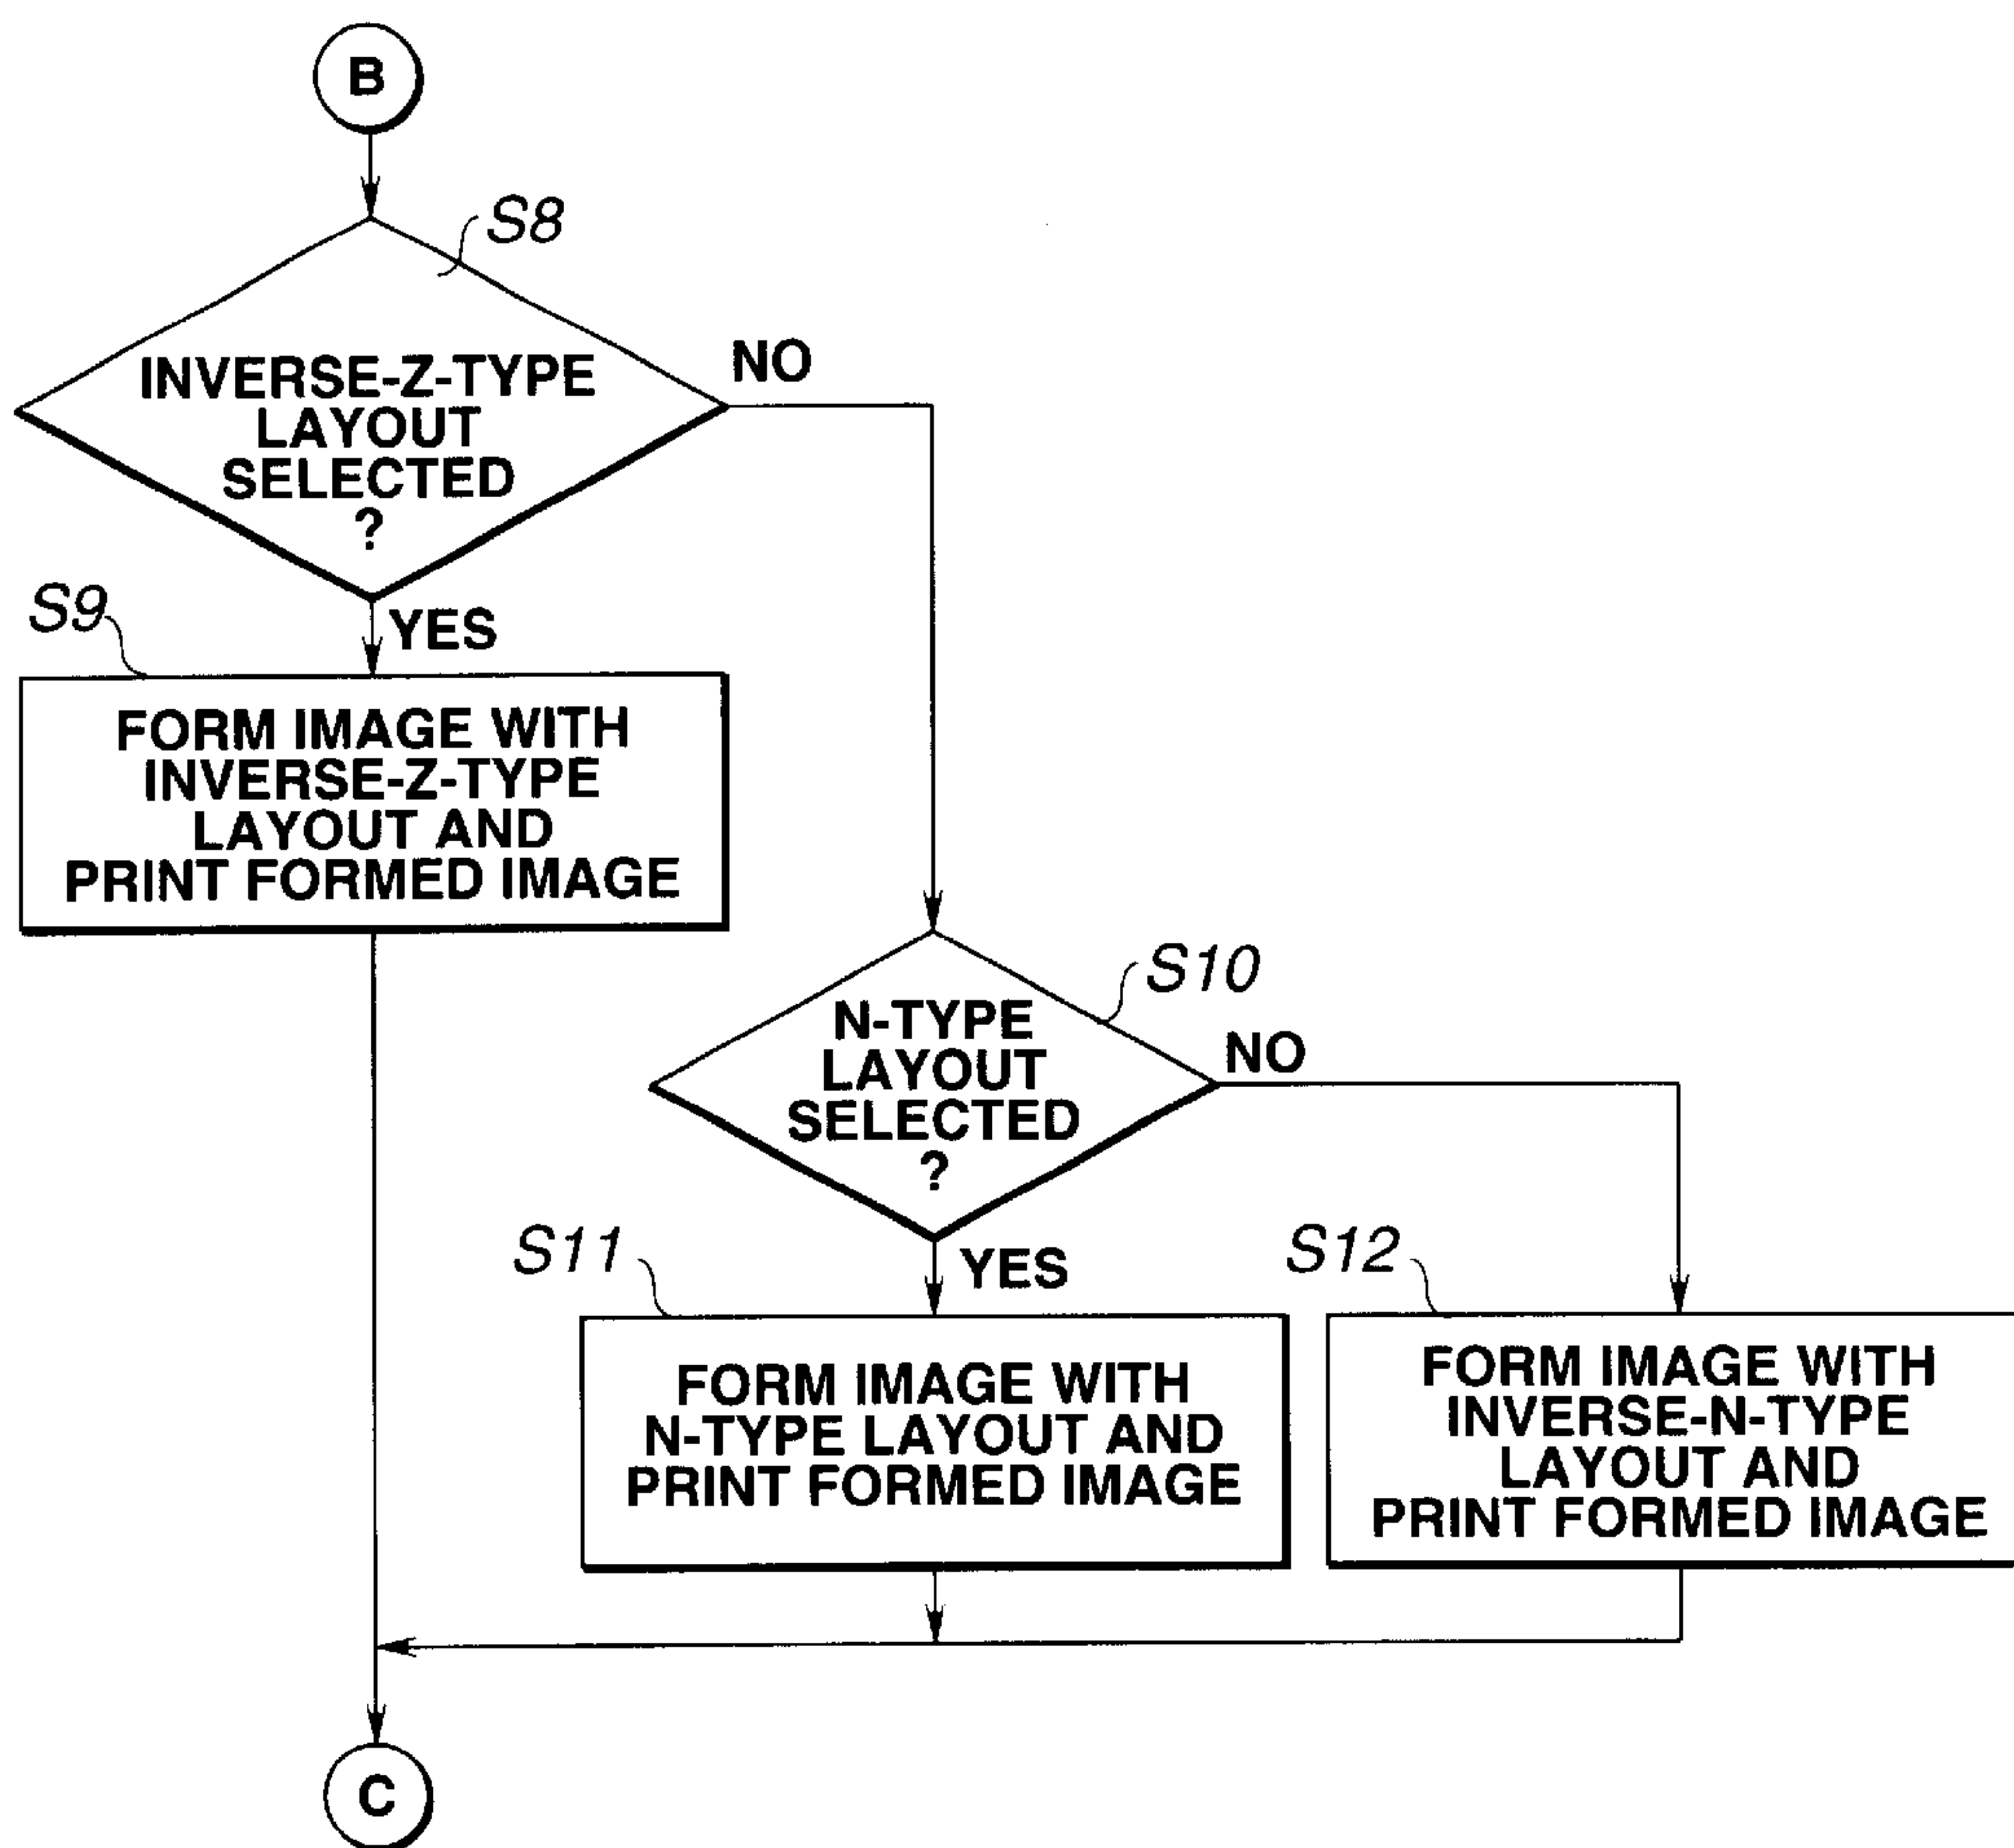 B
S8
INVERSE-Z-TYPE
LAYOUT
SELECTED
?
NO
S9
YES
FORM IMAGE WITH
INVERSE-Z-TYPE
LAYOUT AND
PRINT FORMED IMAGE
S10
N-TYPE
LAYOUT
SELECTED
?
NO
S11
YES
S12
FORM IMAGE WITH
N-TYPE LAYOUT AND
PRINT FORMED IMAGE
FORM IMAGE WITH
INVERSE-N-TYPE
LAYOUT AND
PRINT FORMED IMAGE
C